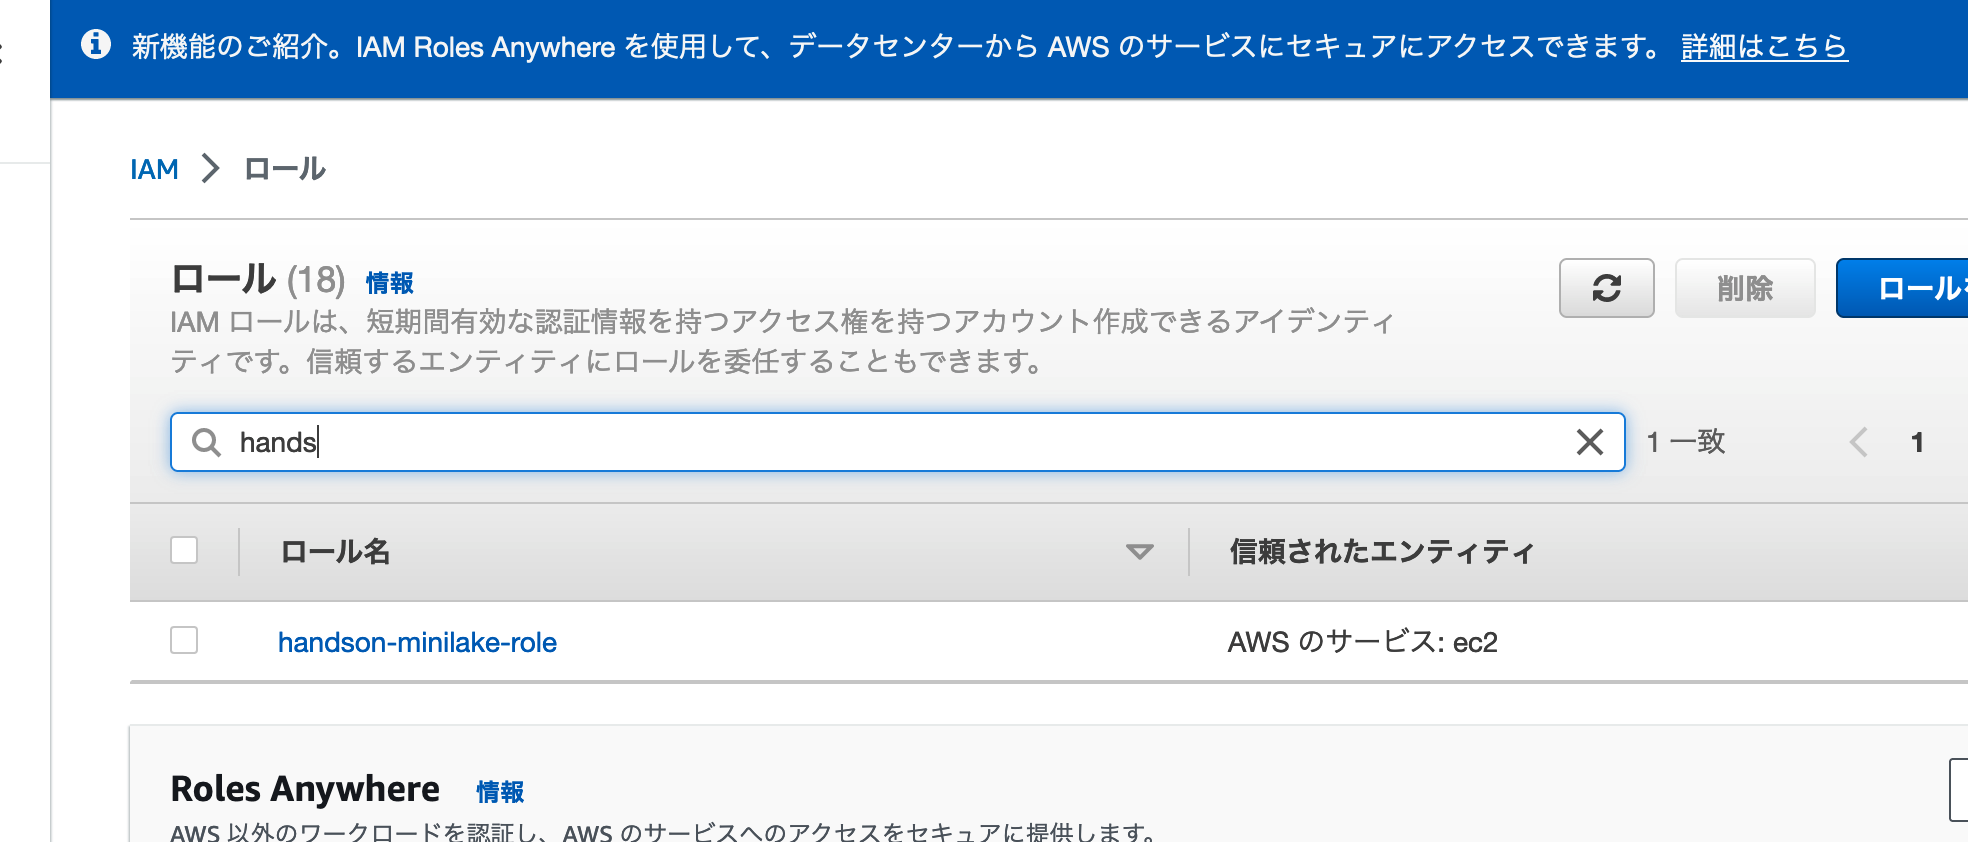 新機能のご紹介。IAM Roles Anywhere を使用して、データセンターから AWS のサービスにセキュアにアクセスできます。 詳細はこちら
IAM ロール
ロール (18) 情報
削除
ロール
IAM ロールは、短期間有効な認証情報を持つアクセス権を持つアカウント作成できるアイデンティ
ティです。信頼するエンティティにロールを委任することもできます。
hands
1 一致
1
ロール名
信頼されたエンティティ
handson-minilake-role
AWS のサービス: ec2
Roles Anywhere 情報
AWS 以外のワークロードを認証し、AWS のサービスへのアクセスをセキュアに提供します。